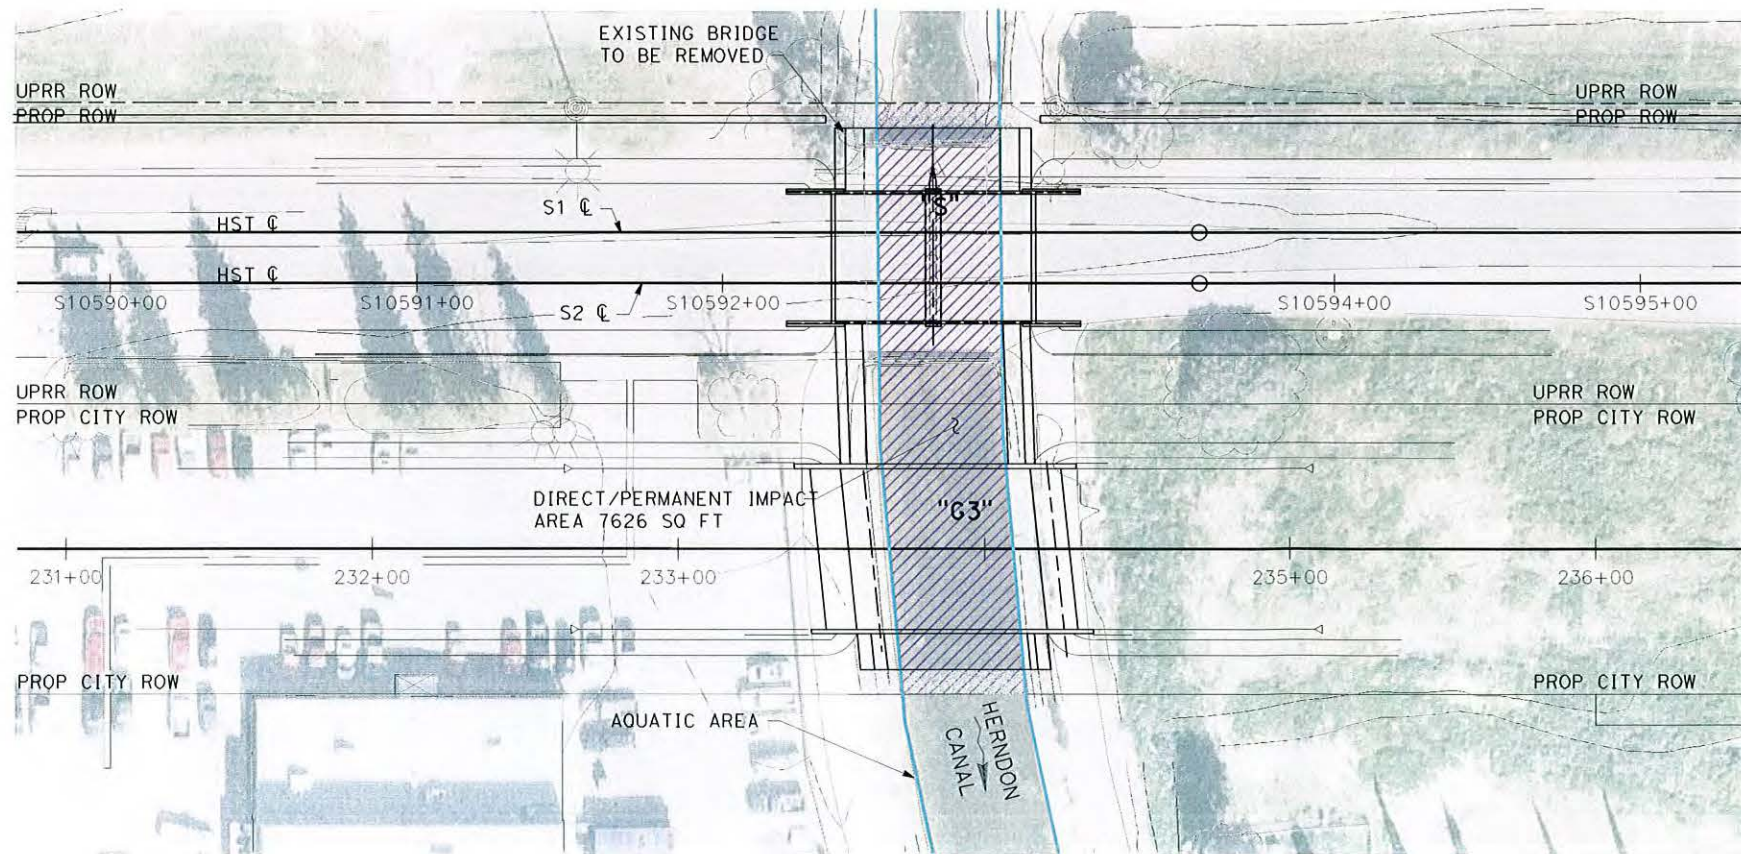 EXISTING BRIDGE
TO BE REMOVED
UPRR ROW
PROP ROW
UPRR ROW
PROP ROW
"S"
S1 ℄
HST ℄
HST ℄
S10590+00
S10591+00
S10592+00
S10594+00
S10595+00
S2 ℄
UPRR ROW
PROP CITY ROW
UPRR ROW
PROP CITY ROW
DIRECT/PERMANENT IMPACT
AREA 7626 SQ FT
"G3"
231+00
232+00
233+00
235+00
236+00
PROP CITY ROW
PROP CITY ROW
AQUATIC AREA
HERNDON
CANAL